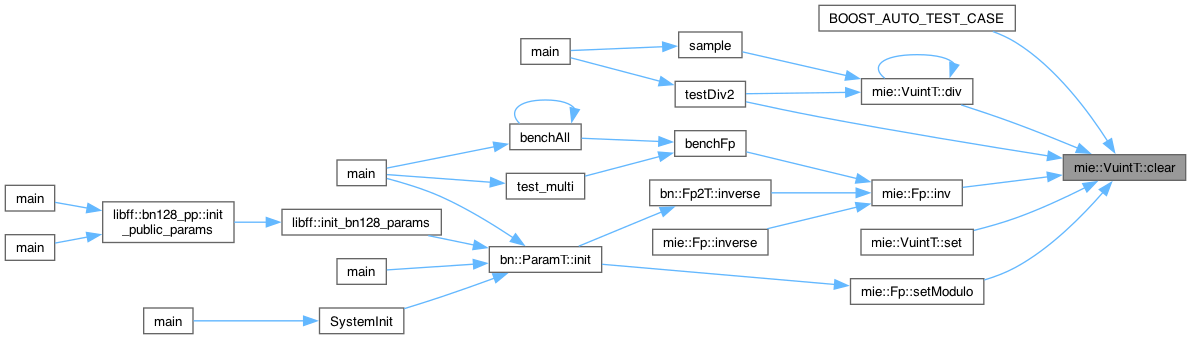 BOOST_AUTO_TEST_CASE
main
sample
testDiv2
mie::VuintT::div
benchAll
benchFp
main
test_multi
mie::VuintT::clear
main
libff::bn128_pp::init
_public_params
libff::init_bn128_params
bn::Fp2T::inverse
mie::Fp::inv
main
mie::Fp::inverse
mie::VuintT::set
bn::ParamT::init
main
mie::Fp::setModulo
main
SystemInit